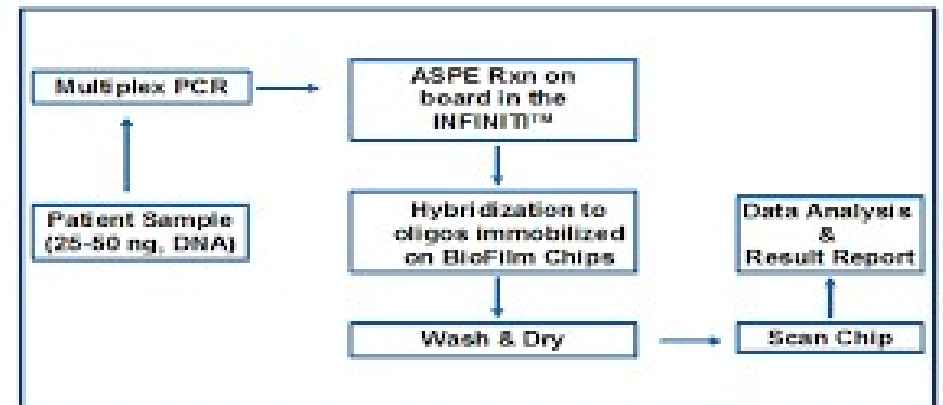 Multiplex PCR
ASPE Rxn on
board in the
INFINITI™
Patient Sample
(25-50 ng, DNA)
Hybridization to
oligos immobilized
on BioFilm Chips
Data Analysis
&
Result Report
Wash & Dry
Scan Chip